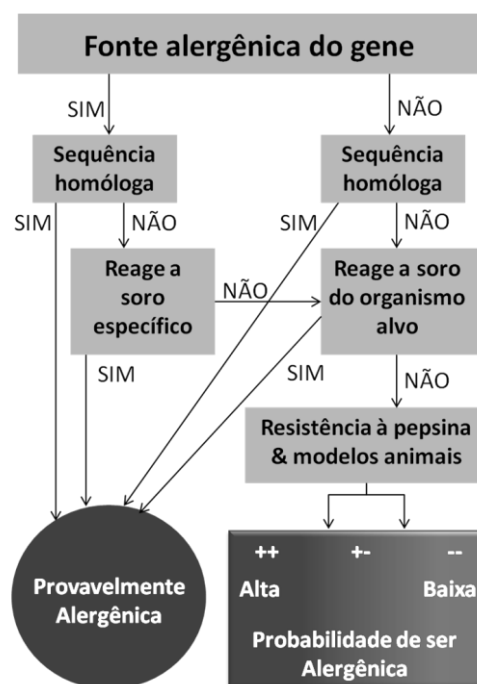 Fonte alergênica do gene
SIM
NÃO
Sequência
homóloga
Sequência
homóloga
SIM
NÃO
SIM
NÃO
Reage a
soro
específico
NÃO
Reage a soro
do organismo
alvo
SIM
SIM
NÃO
Resistência à pepsina
& modelos animais
Provavelmente
Alergênica
++ +- --
Alta Baixa
Probabilidade de ser
Alergênica